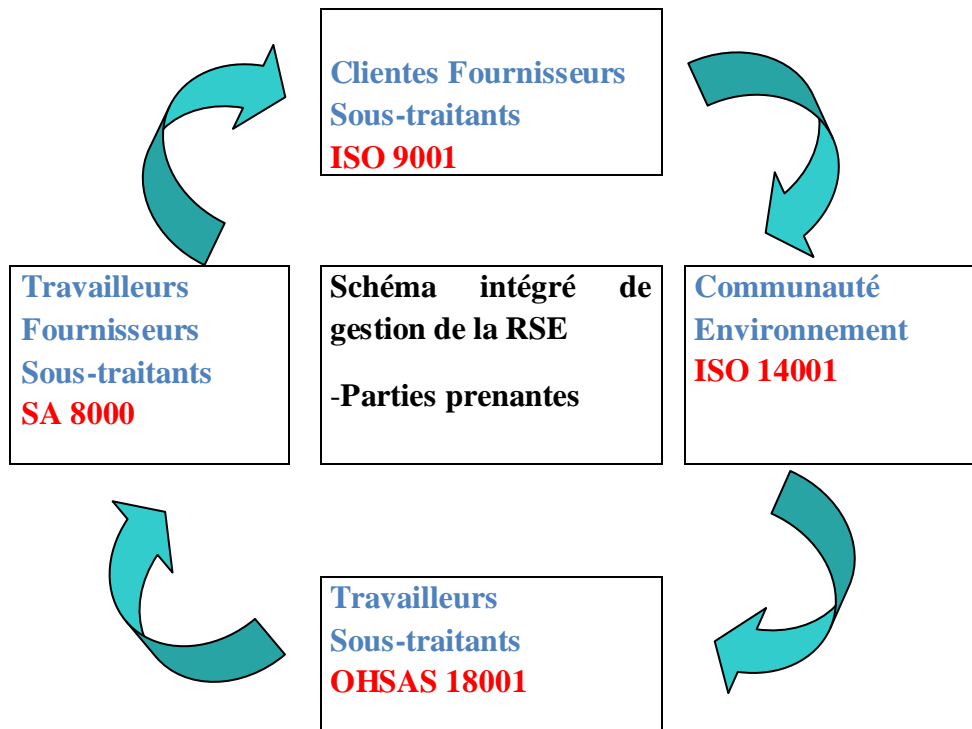 Clientes Fournisseurs
Sous-traitants
ISO 9001
Travailleurs
Fournisseurs
Sous-traitants
SA 8000
Schéma intégré de
gestion de la RSE
-Parties prenantes
Communauté
Environnement
ISO 14001
Travailleurs
Sous-traitants
OHSAS 18001